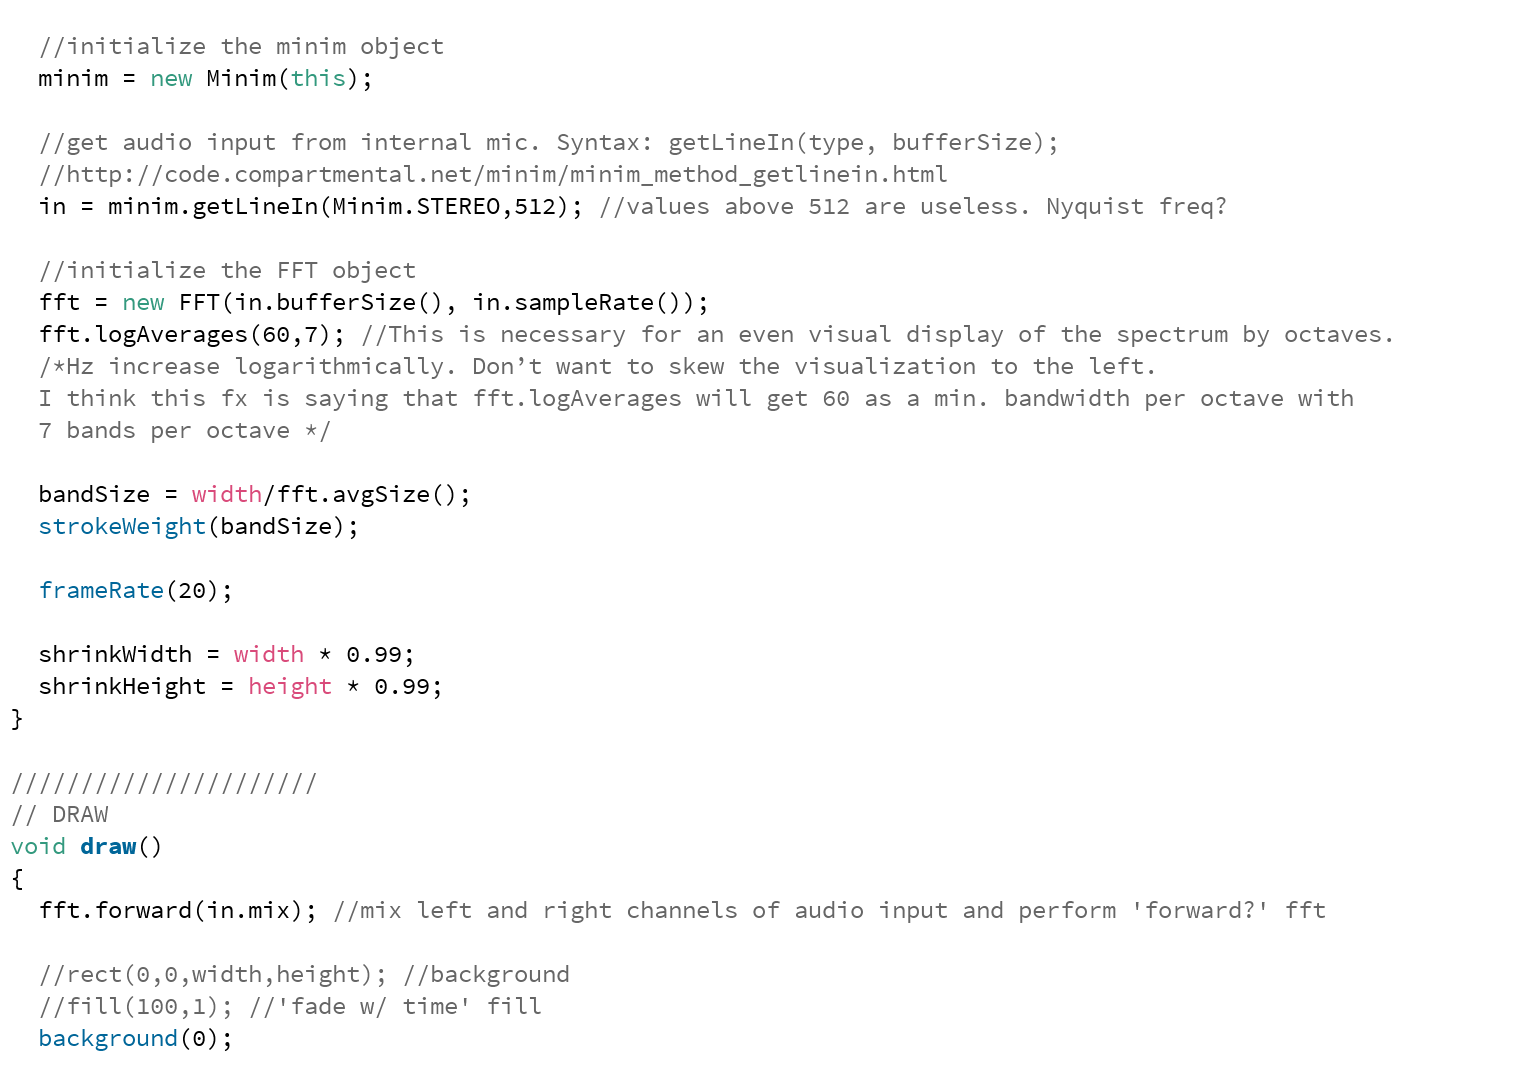 //initialize the minim object
minim = new Minim(this);
//get audio input from internal mic. Syntax: getLineIn(type, bufferSize);
//http://code.compartmental.net/minim/minim_method_getlinein.html
in = minim.getLineIn(Minim.STEREO,512); //values above 512 are useless. Nyquist freq?
//initialize the FFT object
fft = new FFT(in.bufferSize(), in.sampleRate());
fft.logAverages(60,7); //This is necessary for an even visual display of the spectrum by octaves.
/*Hz increase logarithmically. Don’t want to skew the visualization to the left.
I think this fx is saying that fft.logAverages will get 60 as a min. bandwidth per octave with
7 bands per octave */
bandSize = width/fft.avgSize();
strokeWeight(bandSize);
frameRate(20);
shrinkWidth = width * 0.99;
shrinkHeight = height * 0.99;
}
//////////////////////
// DRAW
void draw()
{
fft.forward(in.mix); //mix left and right channels of audio input and perform 'forward?' fft
//rect(0,0,width,height); //background
//fill(100,1); //'fade w/ time' fill
background(0);